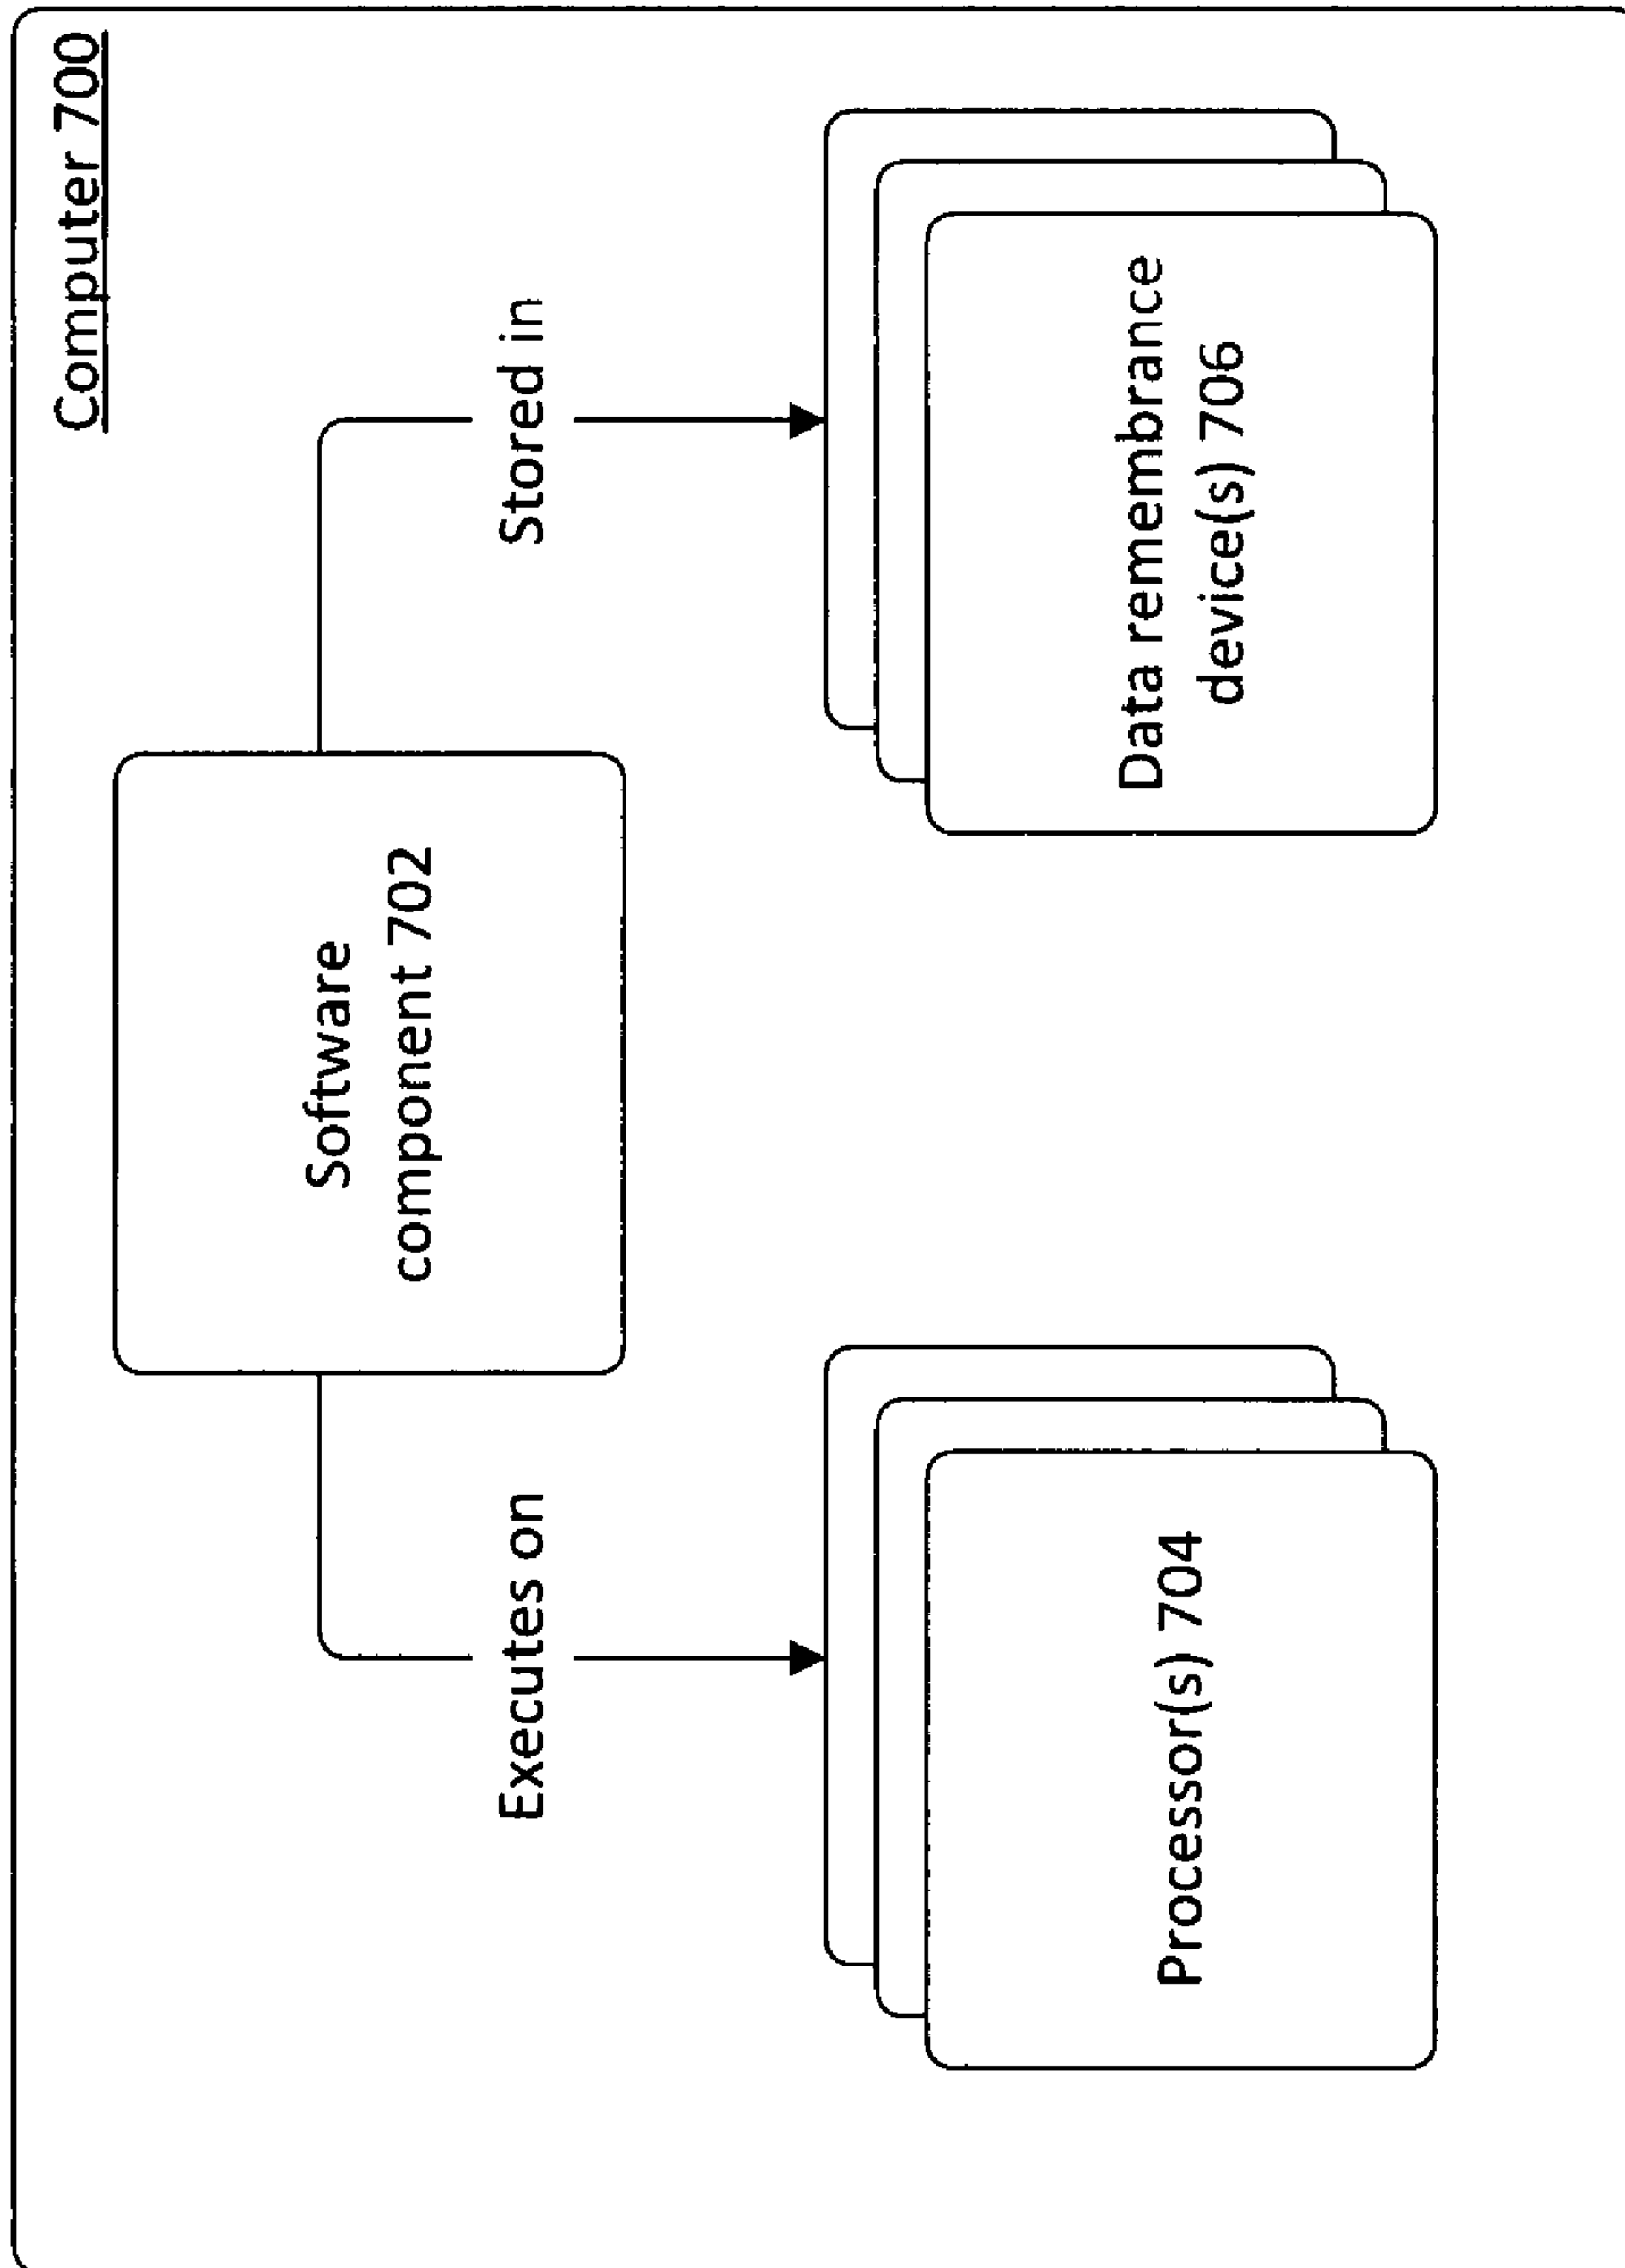 Computer 700
Software
component 702
Executes on
Stored in
Processor(s) 704
Data remembrance
device(s) 706